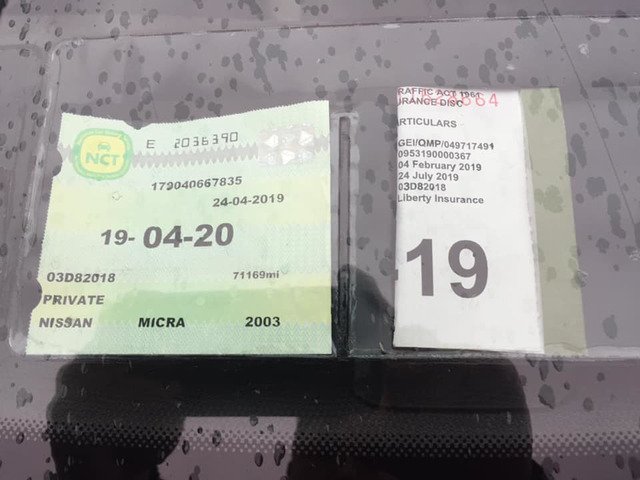 NCT
E 2036390
179040667835
24-04-2019
19-04-20
03D82018
71169mi
PRIVATE
NISSAN MICRA 2003
RAFFIC ACT 1961
URANCE DISC
664
ARTICULARS
GEI/QMP/049717491
0953190000367
04 February 2019
24 July 2019
03D82018
Liberty Insurance
19